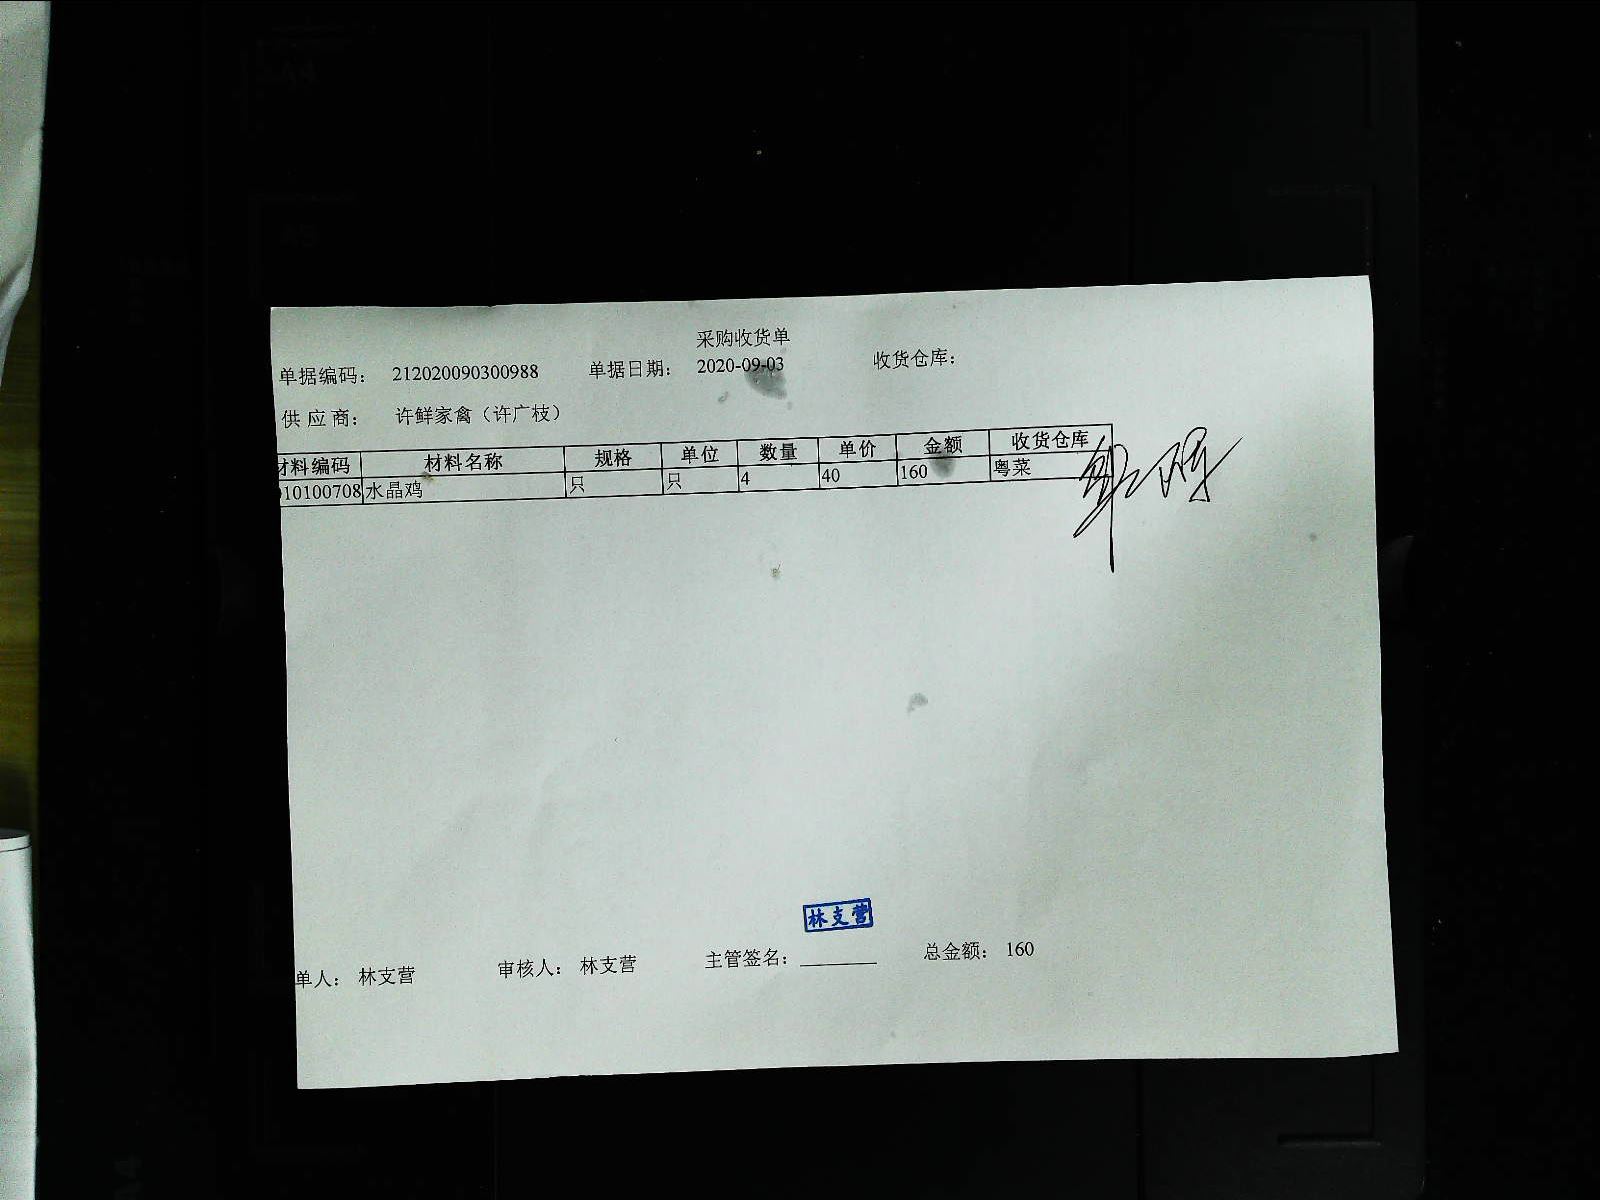 采购收货单
单据编码： 212020090300988 单据日期： 2020-09-03 收货仓库：
供应商： 许鲜家禽（许广枝）
材料编码 材料名称 规格 单位 数量 单价 金额 收货仓库
010100708 水晶鸡 只 只 4 40 160 粤菜
林支营
单人： 林支营 审核人： 林支营 主管签名： 总金额： 160